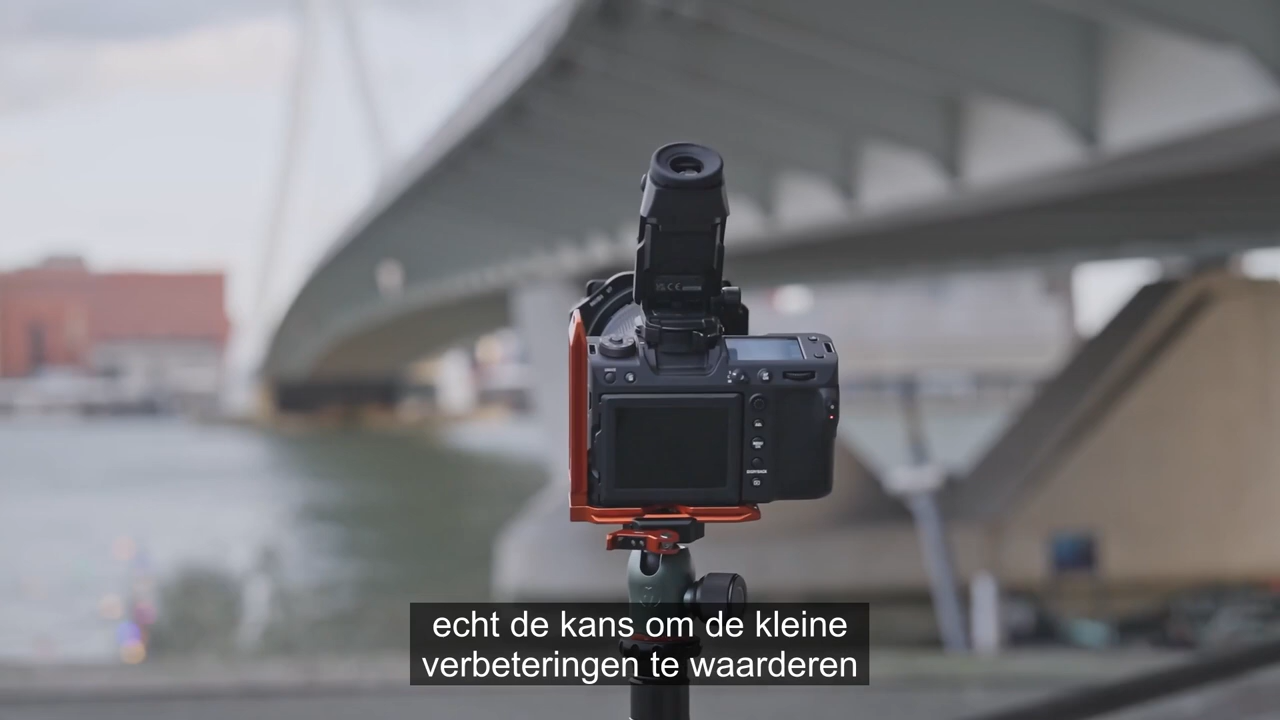 echt de kans om de kleine
verbeteringen te waarderen